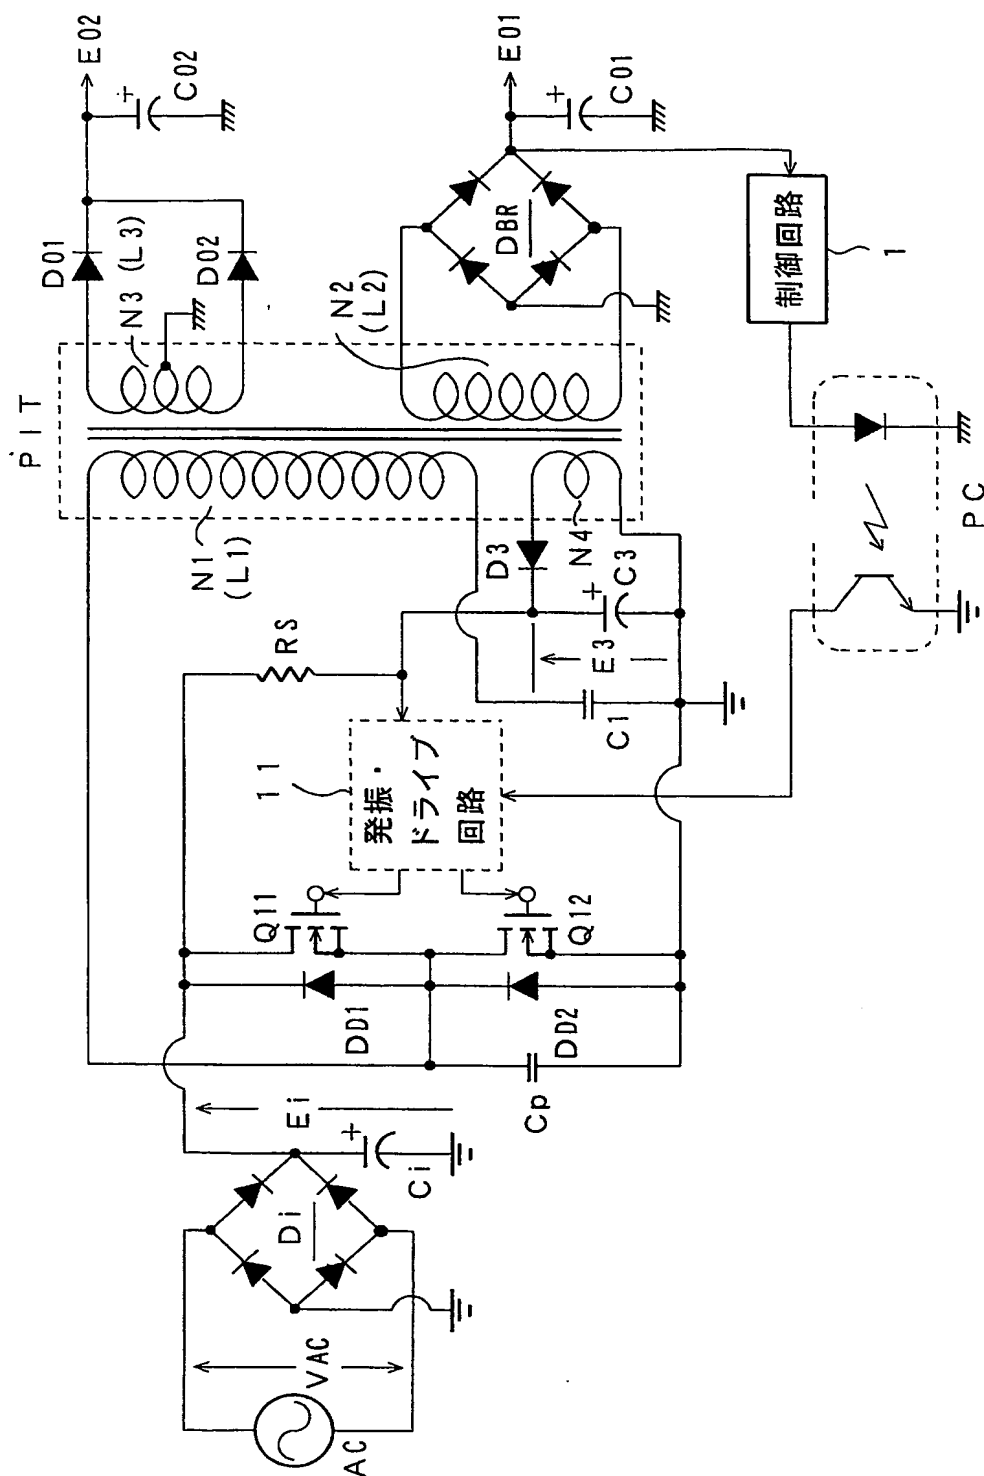 AC
VAC
Di
Ci
Ei
Cp
DD1
DD2
Q11
Q12
11
発振・
ドライブ
回路
RS
N1
(L1)
PIT
C1
E3
D3
C3
N4
N3 (L3)
D01
D02
E02
C02
N2
(L2)
DBR
E01
C01
制御回路
1
PC